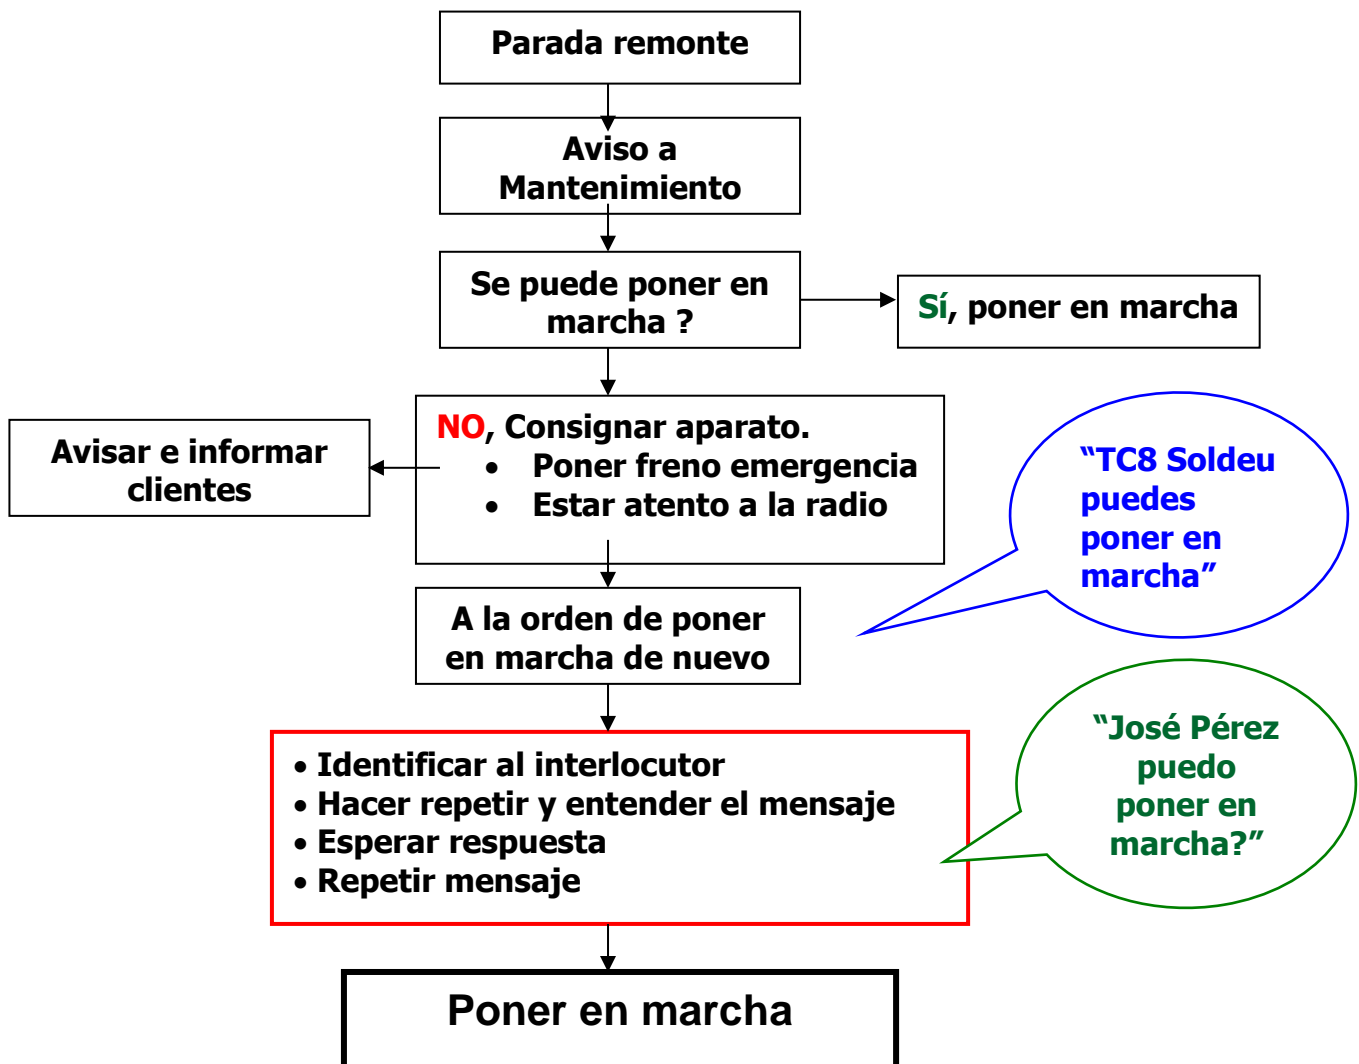 Parada remonte
Aviso a
Mantenimiento
Se puede poner en
marcha ?
Sí, poner en marcha
NO, Consignar aparato.
• Poner freno emergencia
• Estar atento a la radio
Avisar e informar
clientes
“TC8 Soldeu
puedes
poner en
marcha”
A la orden de poner
en marcha de nuevo
“José Pérez
puedo
poner en
marcha?”
• Identificar al interlocutor
• Hacer repetir y entender el mensaje
• Esperar respuesta
• Repetir mensaje
Poner en marcha